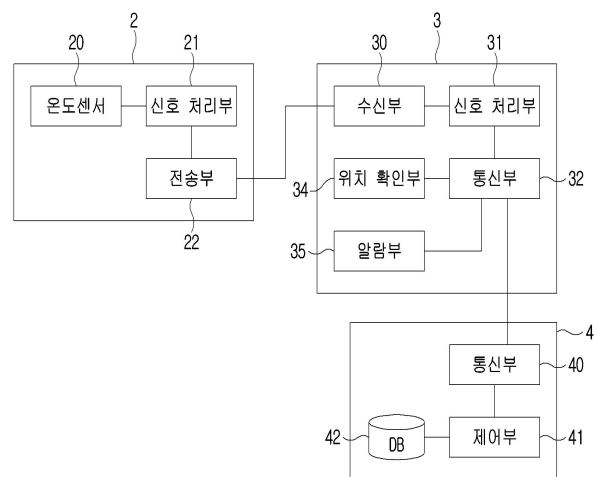 2
3
20
21
30
31
온도센서
신호 처리부
수신부
신호 처리부
전송부
22
34
위치 확인부
통신부
32
35
알람부
4
통신부
40
42
DB
제어부
41